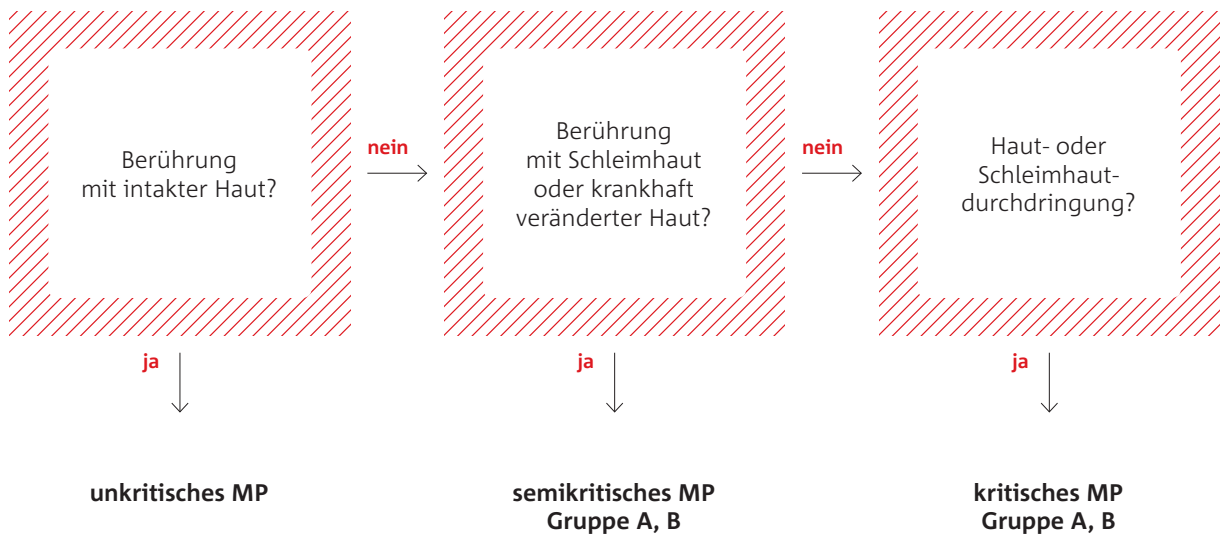 Berührung
mit intakter Haut?
nein
Berührung
mit Schleimhaut
oder krankhaft
veränderter Haut?
nein
Haut- oder
Schleimhaut-
durchdringung?
ja
ja
ja
unkritisches MP
semikritisches MP
Gruppe A, B
kritisches MP
Gruppe A, B